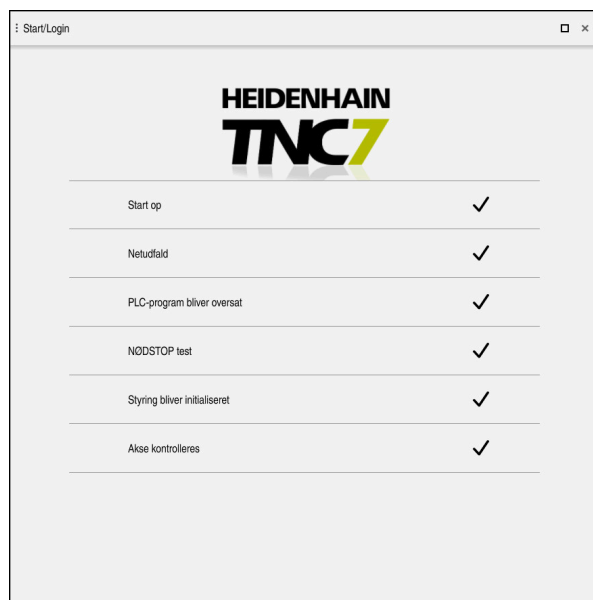 Start/Login
HEIDENHAIN
TNC7
Start op
Netudfald
PLC-program bliver oversat
NØDSTOP test
Styring bliver initialiseret
Akse kontrolleres